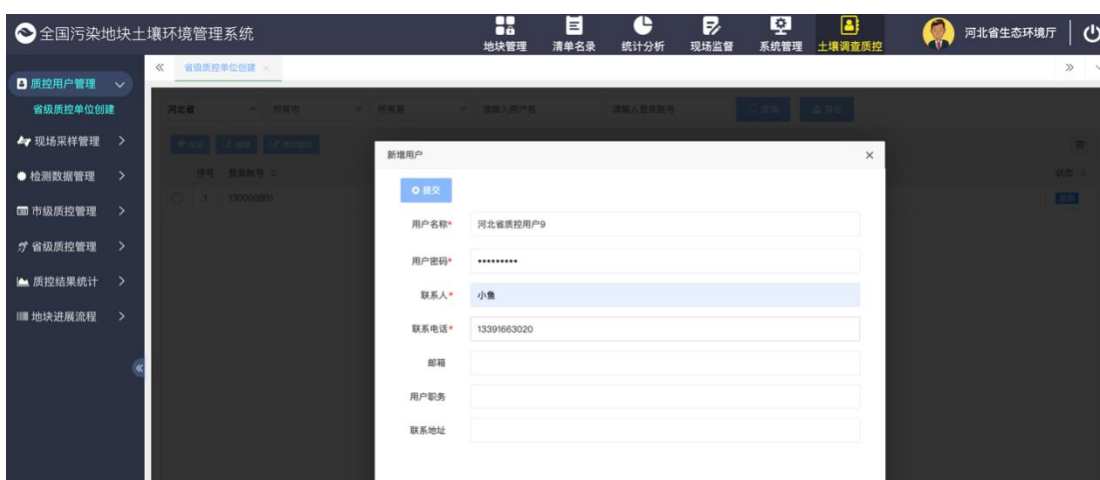 全国污染地块土壤环境管理系统
地块管理 清单名录 统计分析 现场监督 系统管理 土壤调查质控 河北省生态环境厅
质控用户管理
省级质控单位创建
现场采样管理
检测数据管理
市级质控管理
省级质控管理
质控结果统计
地块进展流程
省级质控单位创建 ×
河北省 所有市 所有县 请输入用户名 请输入登录账号 查询 导出
序号 登录账号 状态
1 130000801
新增用户
提交
用户名称* 河北省质控用户9
用户密码* •••••••••
联系人* 小鱼
联系电话* 13391663020
邮箱
用户职务
联系地址